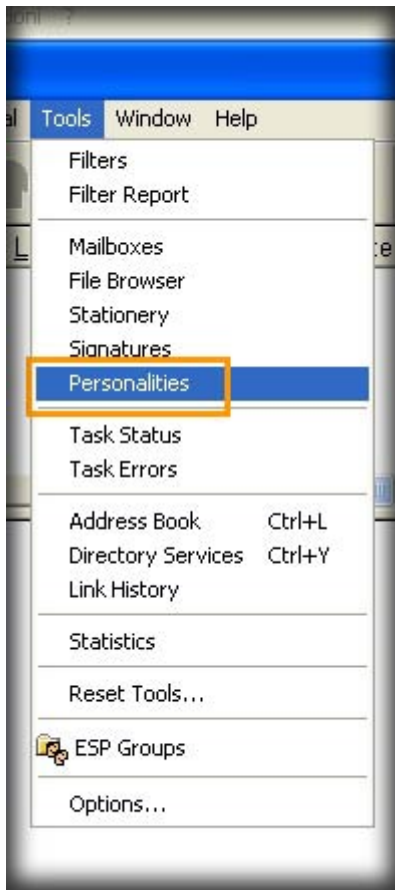 Tools Window Help
Filters
Filter Report
Mailboxes
File Browser
Stationery
Signatures
Personalities
Task Status
Task Errors
Address Book Ctrl+L
Directory Services Ctrl+Y
Link History
Statistics
Reset Tools...
ESP Groups
Options...